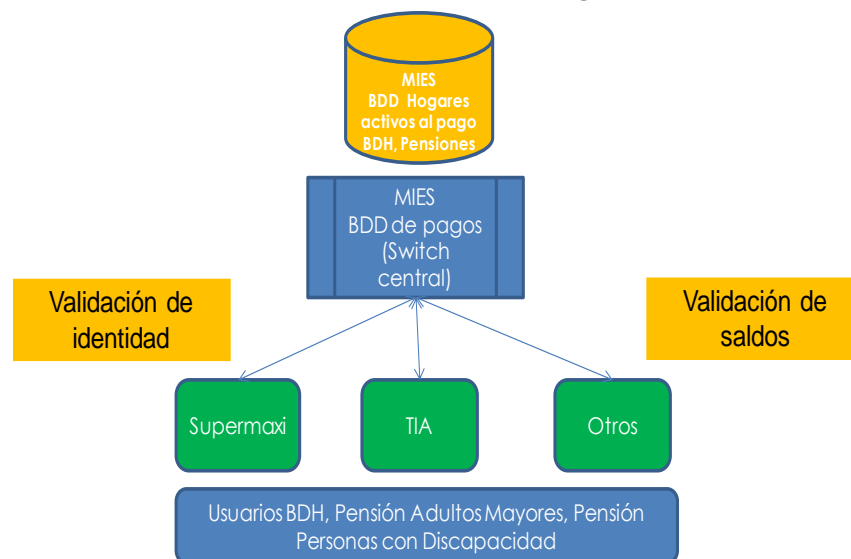 MIES
BDD Hogares
activos al pago
BDH, Pensiones
MIES
BDD de pagos
(Switch
central)
Validación de
identidad
Validación de
saldos
Supermaxi
TIA
Otros
Usuarios BDH, Pensión Adultos Mayores, Pensión
Personas con Discapacidad